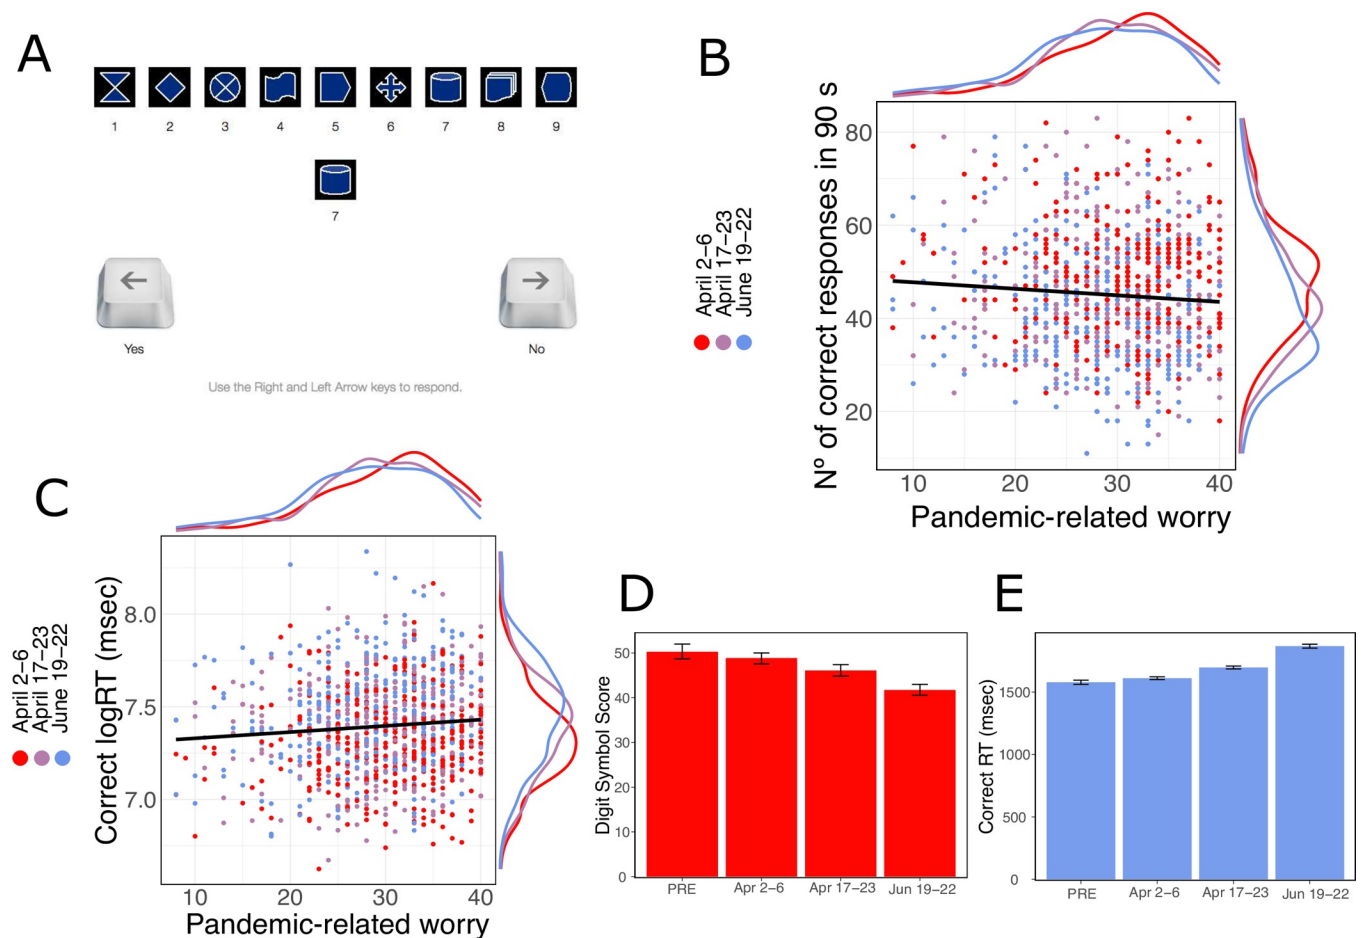 A
1 2 3 4 5 6 7 8 9
7
Yes No
Use the Right and Left Arrow keys to respond.
B
Nº of correct responses in 90 s
80
60
40
20
10 20 30 40
Pandemic-related worry
April 2–6
April 17–23
June 19–22
C
Correct logRT (msec)
8.0
7.5
7.0
10 20 30 40
Pandemic-related worry
April 2–6
April 17–23
June 19–22
D
Digit Symbol Score
50
40
30
20
10
0
PRE Apr 2–6 Apr 17–23 Jun 19–22
E
Correct RT (msec)
1500
1000
500
0
PRE Apr 2–6 Apr 17–23 Jun 19–22